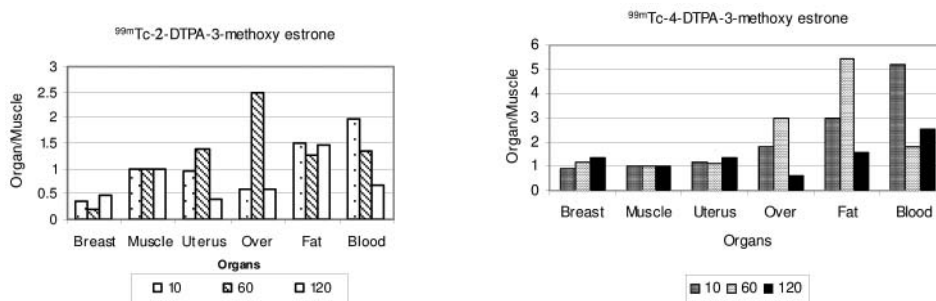 ⁹⁹ᵐTc-2-DTPA-3-methoxy estrone
Organ/Muscle
3
2.5
2
1.5
1
0.5
0
Breast Muscle Uterus Over Fat Blood
Organs
10 60 120
⁹⁹ᵐTc-4-DTPA-3-methoxy estrone
Organ/Muscle
6
5
4
3
2
1
0
Breast Muscle Uterus Over Fat Blood
Organs
10 60 120